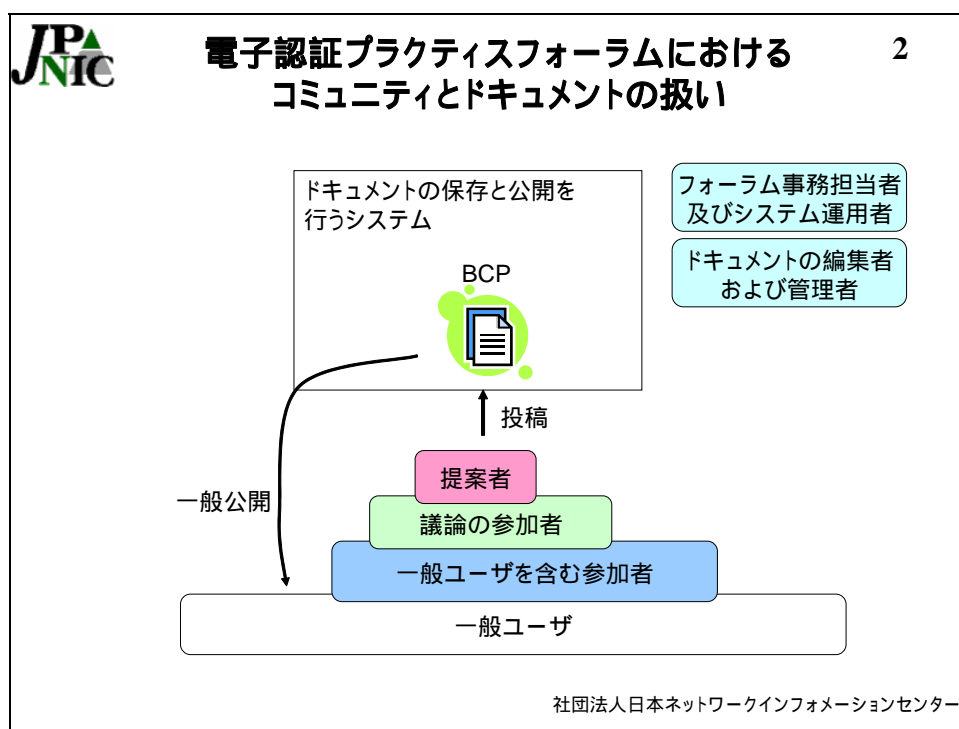 JPNIC
電子認証プラクティスフォーラムにおける
コミュニティとドキュメントの扱い
2
ドキュメントの保存と公開を
行うシステム
BCP
フォーラム事務担当者
及びシステム運用者
ドキュメントの編集者
および管理者
投稿
提案者
一般公開
議論の参加者
一般ユーザを含む参加者
一般ユーザ
社団法人日本ネットワークインフォメーションセンター